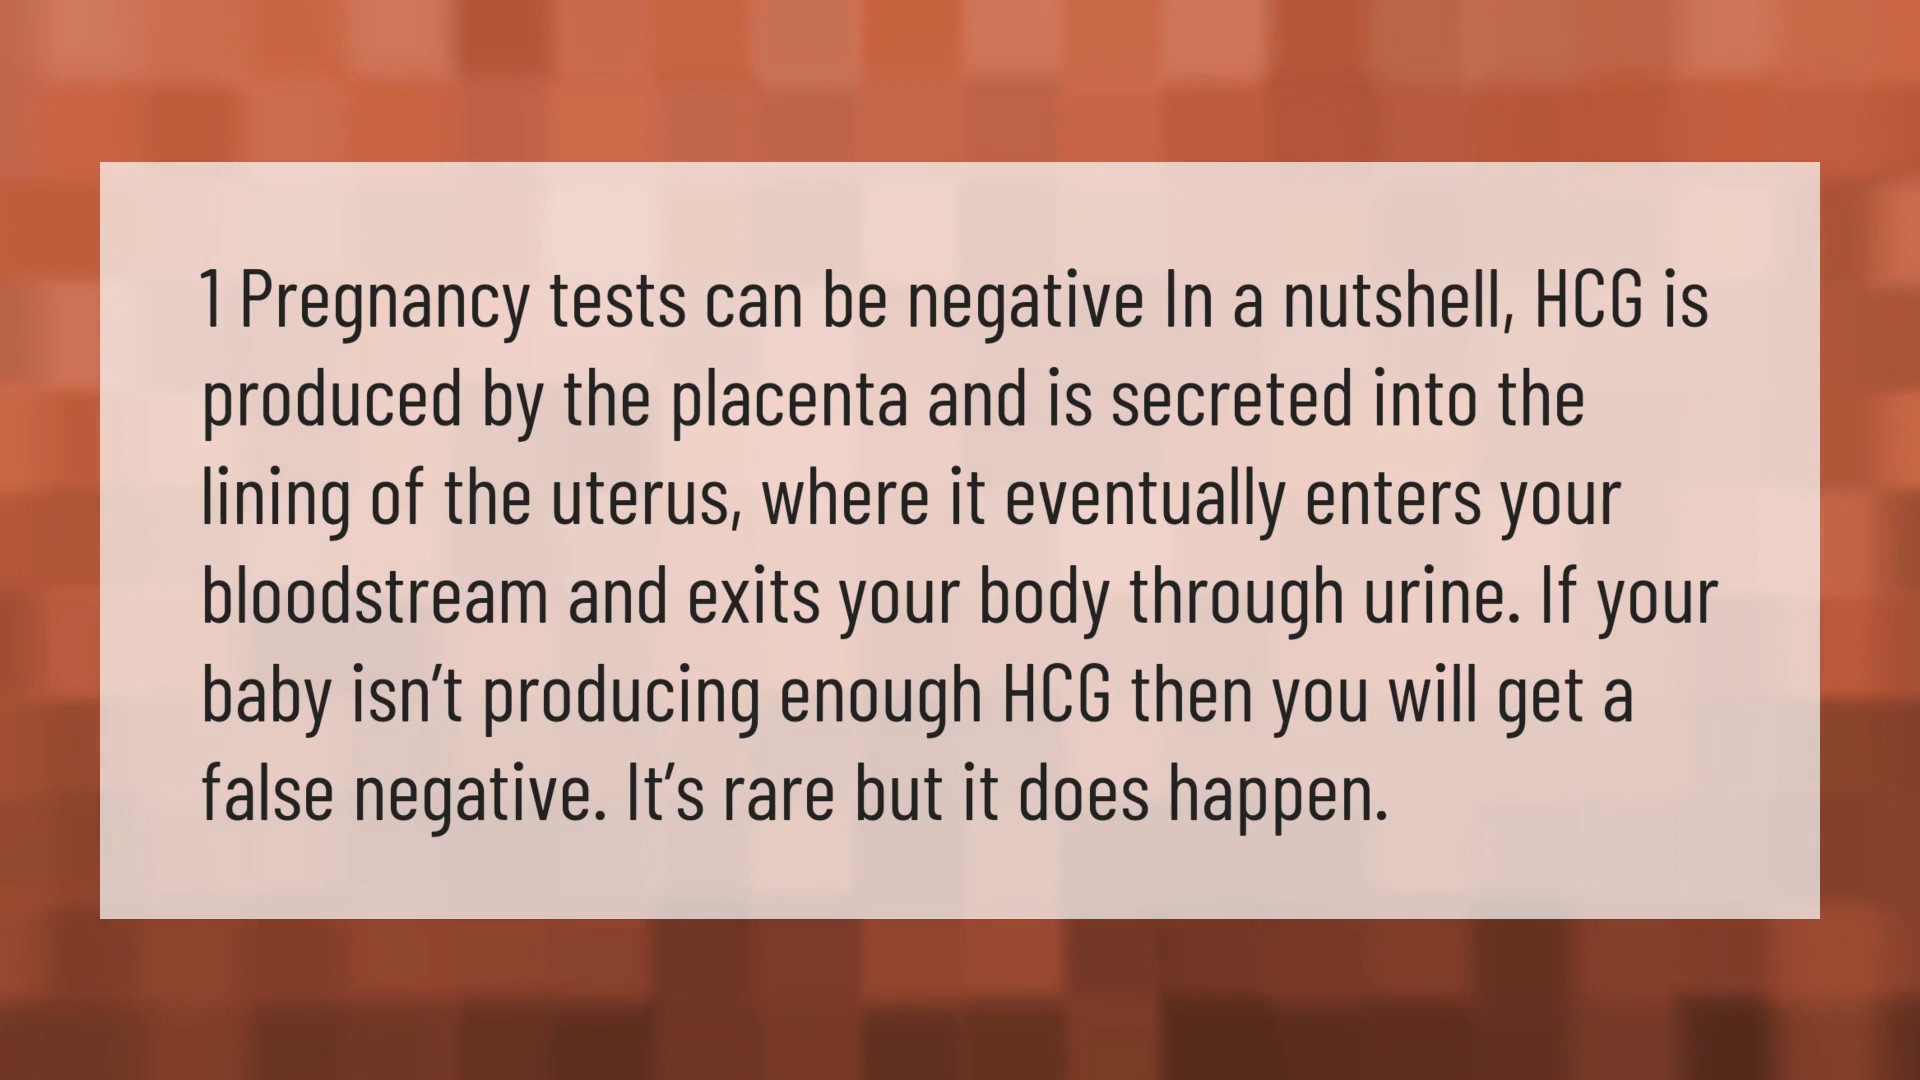 1 Pregnancy tests can be negative In a nutshell, HCG is
produced by the placenta and is secreted into the
lining of the uterus, where it eventually enters your
bloodstream and exits your body through urine. If your
baby isn’t producing enough HCG then you will get a
false negative. It’s rare but it does happen.